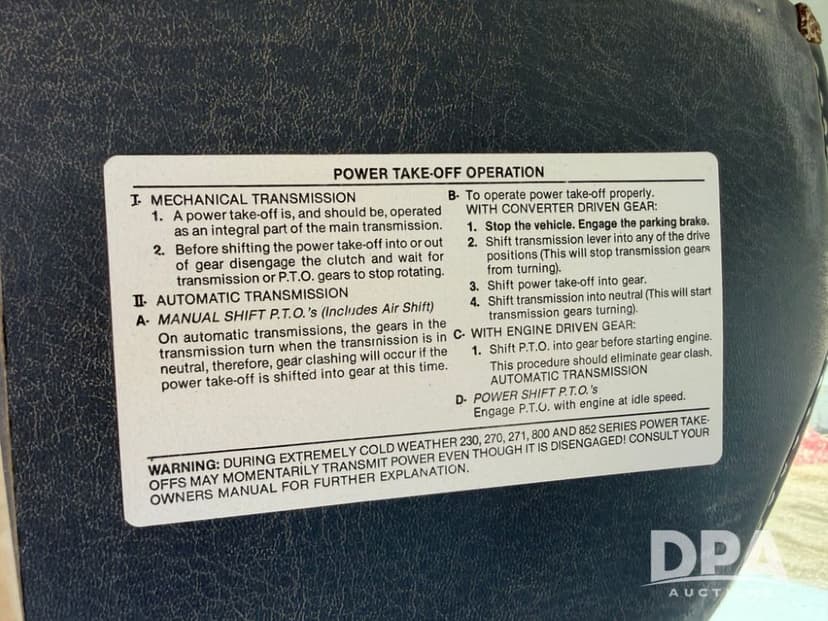 POWER TAKE-OFF OPERATION
I- MECHANICAL TRANSMISSION
1. A power take-off is, and should be, operated
as an integral part of the main transmission.
2. Before shifting the power take-off into or out
of gear disengage the clutch and wait for
transmission or P.T.O. gears to stop rotating.
II- AUTOMATIC TRANSMISSION
A- MANUAL SHIFT P.T.O.'s (Includes Air Shift)
On automatic transmissions, the gears in the
transmission turn when the transmission is in
neutral, therefore, gear clashing will occur if the
power take-off is shifted into gear at this time.
B- To operate power take-off properly.
WITH CONVERTER DRIVEN GEAR:
1. Stop the vehicle. Engage the parking brake.
2. Shift transmission lever into any of the drive
positions (This will stop transmission gears
from turning).
3. Shift power take-off into gear.
4. Shift transmission into neutral (This will start
transmission gears turning).
C- WITH ENGINE DRIVEN GEAR:
1. Shift P.T.O. into gear before starting engine.
This procedure should eliminate gear clash.
AUTOMATIC TRANSMISSION
D- POWER SHIFT P.T.O.'s
Engage P.T.O. with engine at idle speed.
WARNING: DURING EXTREMELY COLD WEATHER 230, 270, 271, 800 AND 852 SERIES POWER TAKE-
OFFS MAY MOMENTARILY TRANSMIT POWER EVEN THOUGH IT IS DISENGAGED! CONSULT YOUR
OWNERS MANUAL FOR FURTHER EXPLANATION.
DPA
AUCTIONS